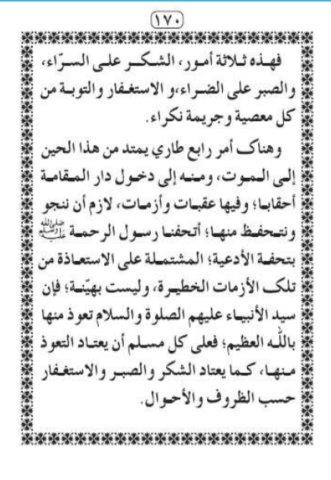 ١٧٠
فهذه ثلاثة أمور، الشكر على السرّاء،
والصبر على الضراء،و الاستغفار والتوبة من
كل معصية وجريمة نكراء.
وهناك أمر رابع طاري يمتد من هذا الحين
إلى الموت، ومنه إلى دخول دار المقامة
أحقابا؛ وفيها عقبات وأزمات، لازم أن ننجو
ونتحفظ منها؛ أتحفنا رسول الرحمة ﷺ
بتحفة الأدعية؛ المشتملة على الاستعاذة من
تلك الأزمات الخطيرة، وليست بهيّنة؛ فإن
سيد الأنبياء عليهم الصلوة والسلام تعوذ منها
بالله العظيم؛ فعلى كل مسلم أن يعتاد التعوذ
منها، كما يعتاد الشكر والصبر والاستغفار
حسب الظروف والأحوال.